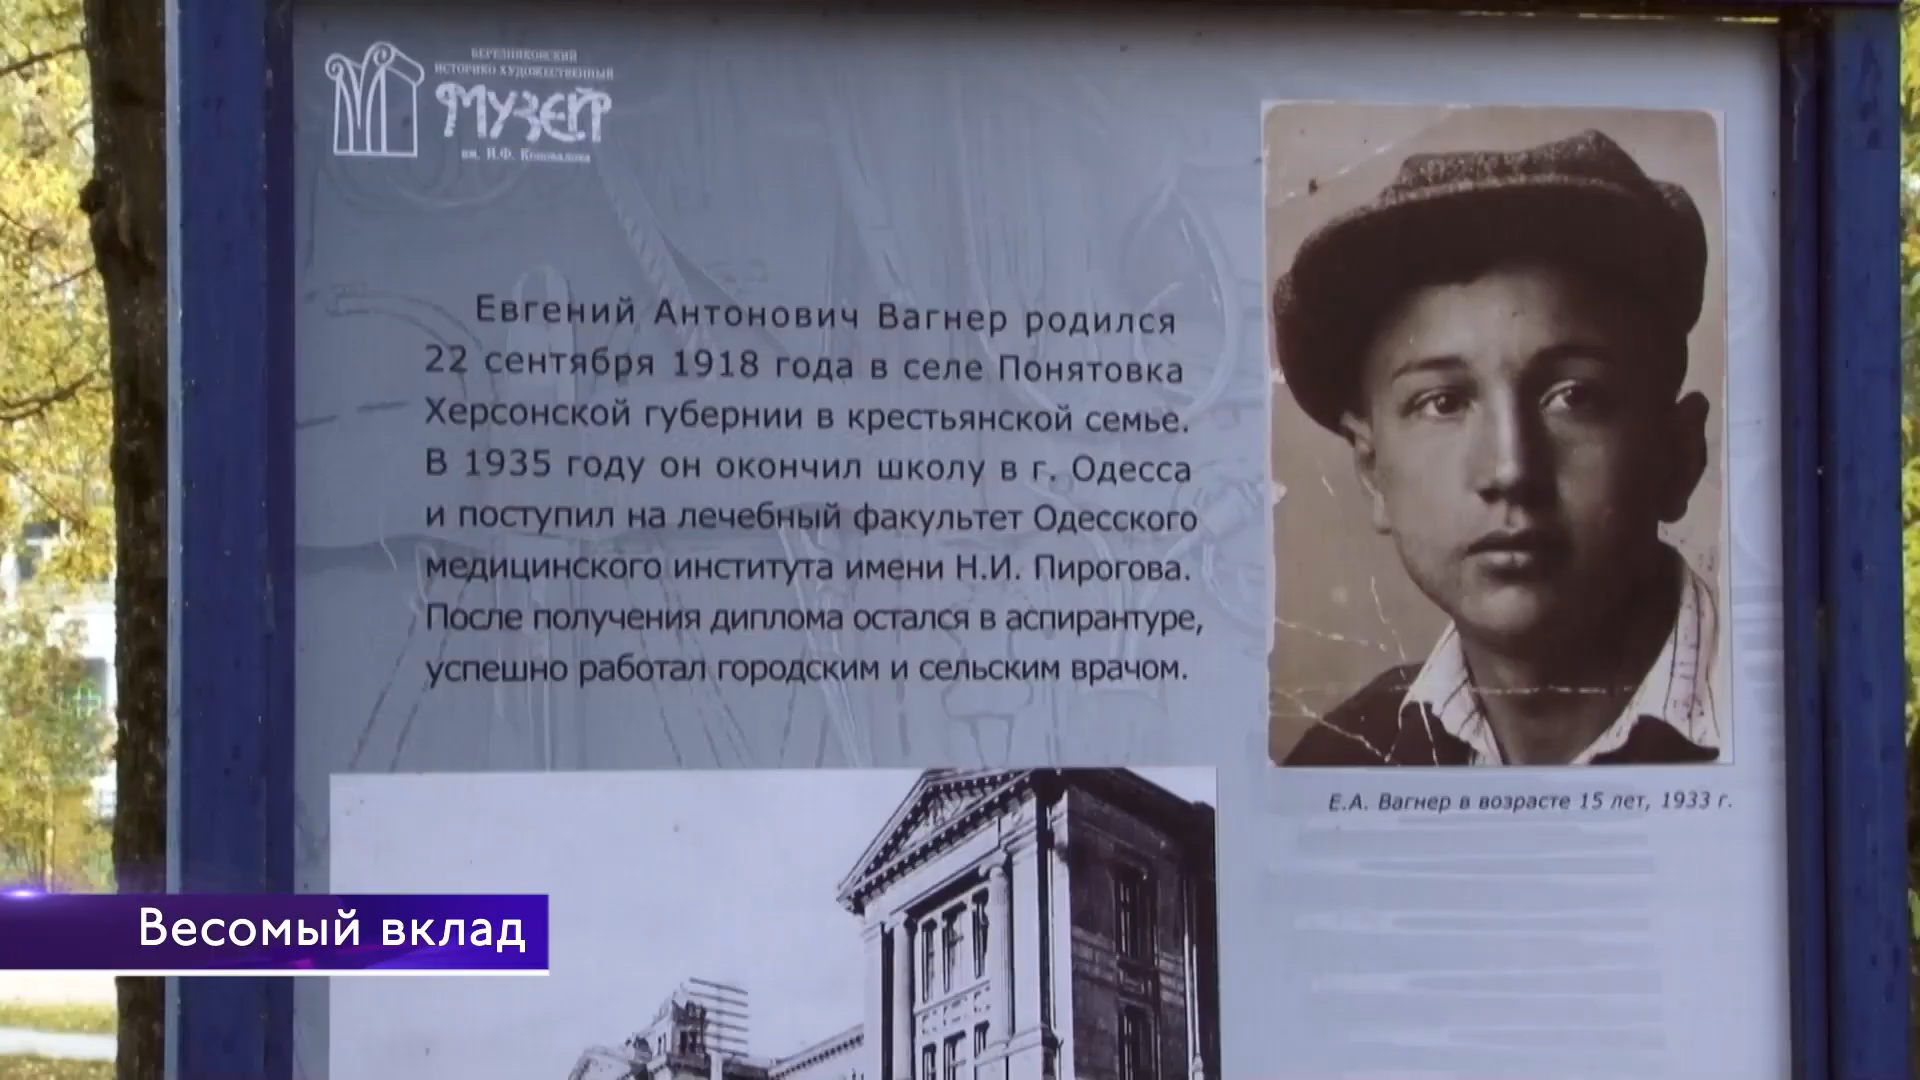 БЕРЕЗНИКОВСКИЙ
ИСТОРИКО ХУДОЖЕСТВЕННЫЙ
МУЗЕЙ
им. И.Ф. Коновалова
Евгений Антонович Вагнер родился
22 сентября 1918 года в селе Понятовка
Херсонской губернии в крестьянской семье.
В 1935 году он окончил школу в г. Одесса
и поступил на лечебный факультет Одесского
медицинского института имени Н.И. Пирогова.
После получения диплома остался в аспирантуре,
успешно работал городским и сельским врачом.
Е.А. Вагнер в возрасте 15 лет, 1933 г.
Весомый вклад